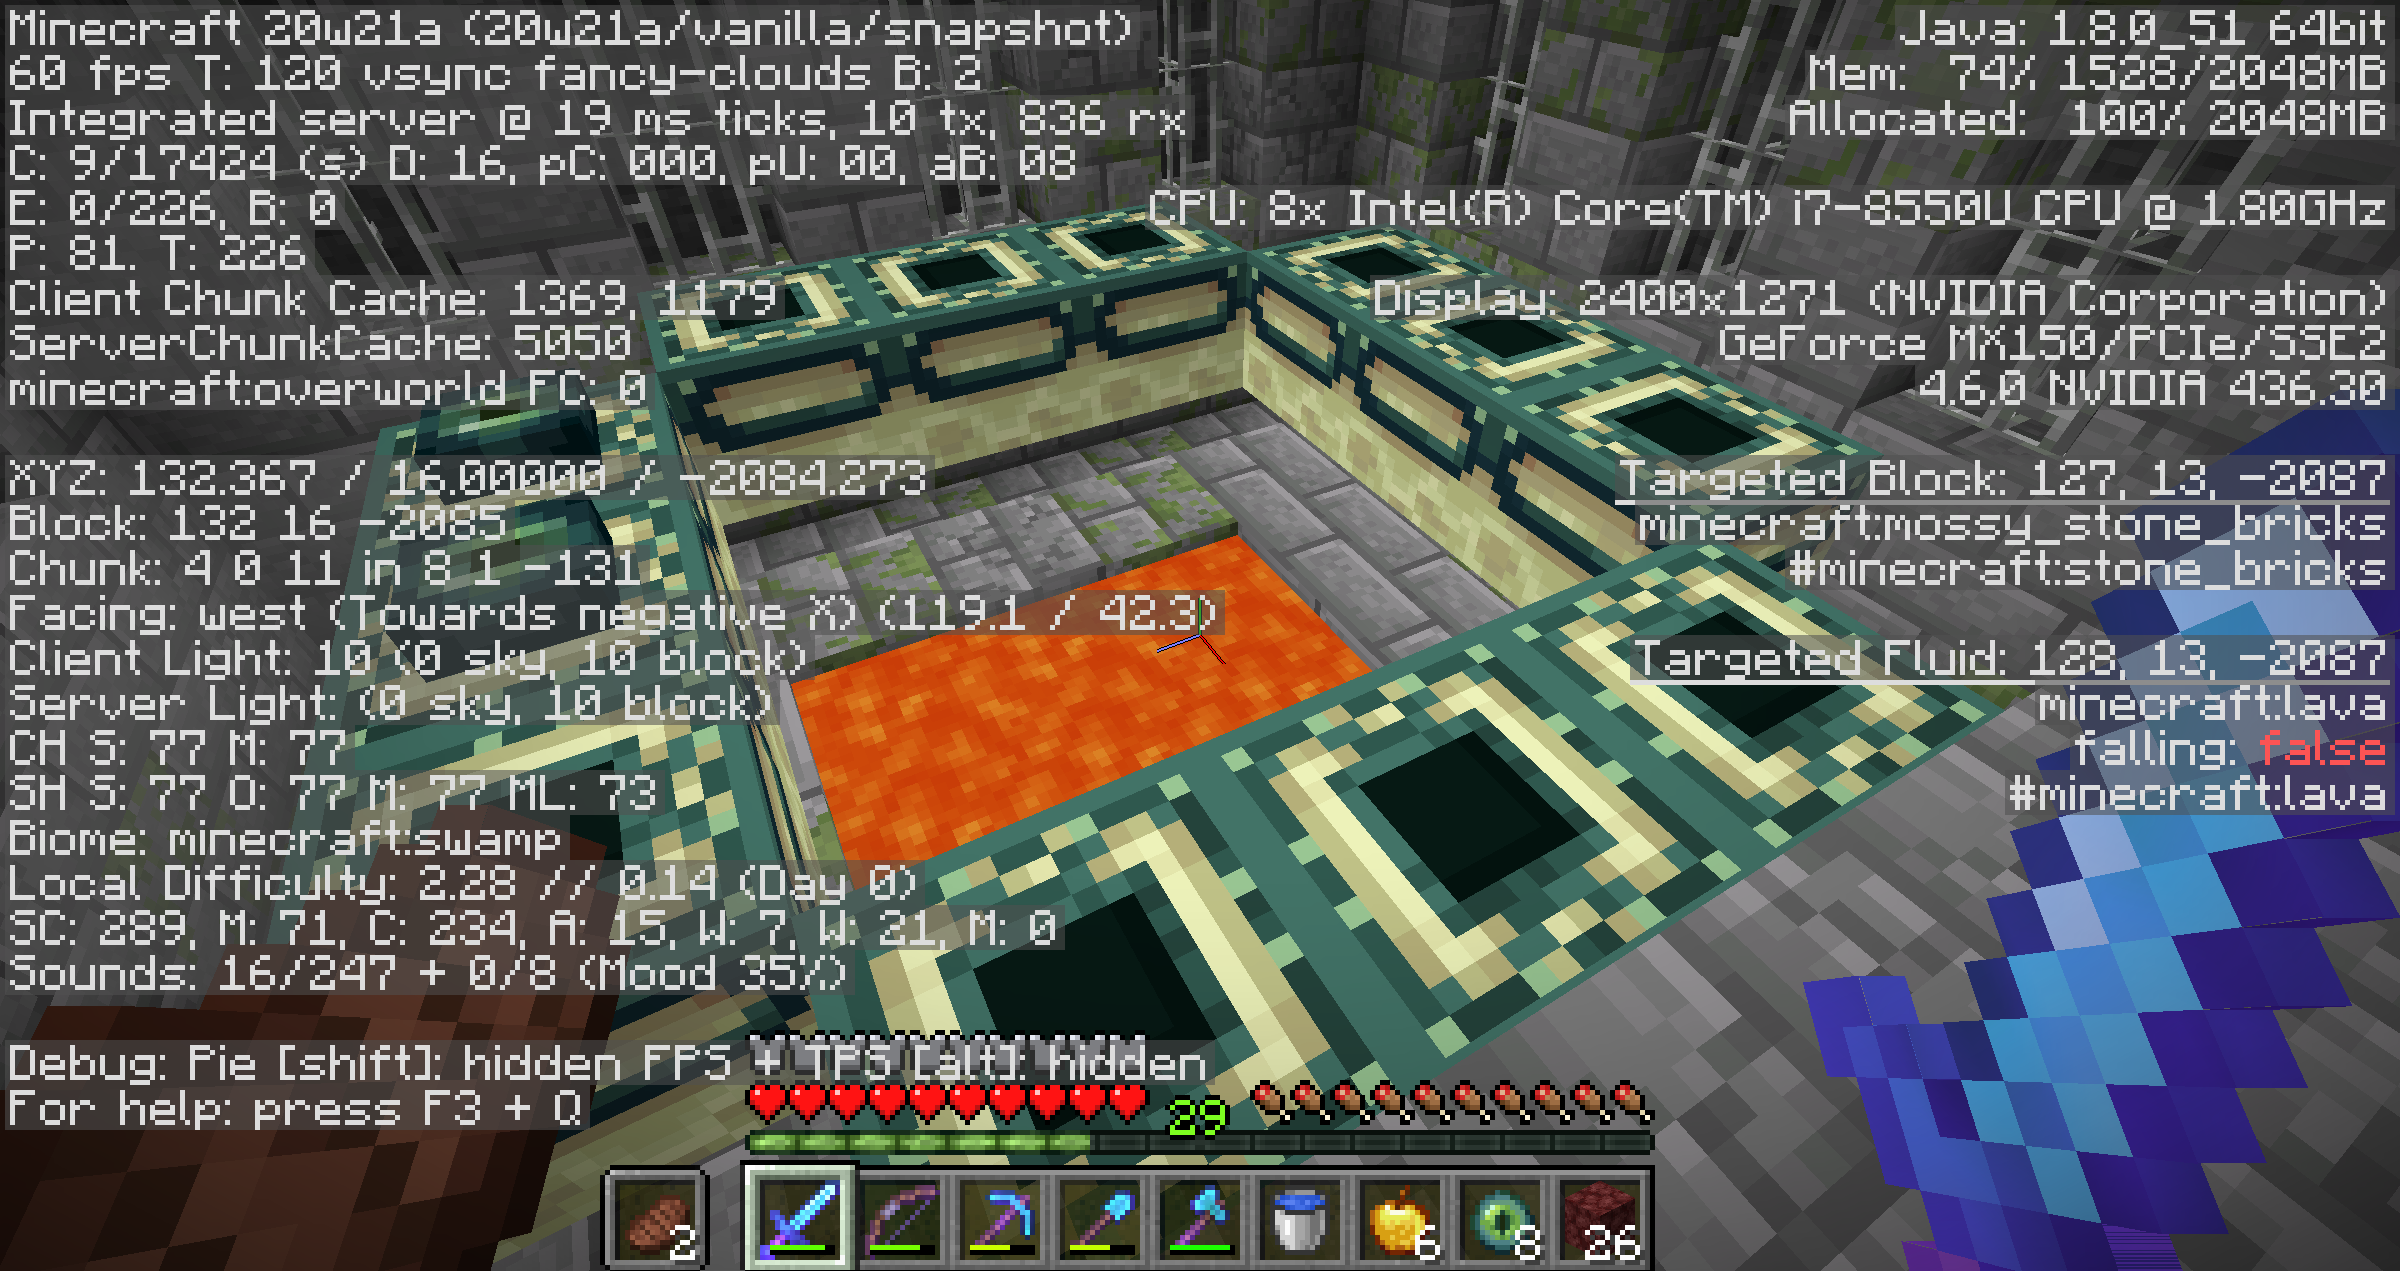 Minecraft 20w21a (20w21a/vanilla/snapshot)
60 fps T: 120 vsync fancy-clouds B: 2
Integrated server @ 19 ms ticks, 10 tx, 836 rx
C: 9/17424 (s) D: 16, pC: 000, pU: 00, aB: 08
E: 0/226, B: 0
P: 81. T: 226
Client Chunk Cache: 1369, 1179
ServerChunkCache: 5050
minecraft:overworld FC: 0
XYZ: 132.367 / 16.00000 / -2084.273
Block: 132 16 -2085
Chunk: 4 0 11 in 8 1 -131
Facing: west (Towards negative X) (119.1 / 42.3)
Client Light: 10 (0 sky, 10 block)
Server Light: (0 sky, 10 block)
CH S: 77 M: 77
SH S: 77 O: 77 M: 77 ML: 73
Biome: minecraft:swamp
Local Difficulty: 2.28 // 0.14 (Day 0)
SC: 289, M: 71, C: 234, A: 15, W: 7, W: 21, M: 0
Sounds: 16/247 + 0/8 (Mood 35%)
Debug: Pie [shift]: hidden FPS + TPS [alt]: hidden
For help: press F3 + Q
Java: 1.8.0_51 64bit
Mem: 74% 1528/2048MB
Allocated: 100% 2048MB
CPU: 8x Intel(R) Core(TM) i7-8550U CPU @ 1.80GHz
Display: 2400x1271 (NVIDIA Corporation)
GeForce MX150/PCIe/SSE2
4.6.0 NVIDIA 436.30
Targeted Block: 127, 13, -2087
minecraft:mossy_stone_bricks
#minecraft:stone_bricks
Targeted Fluid: 128, 13, -2087
minecraft:lava
falling: false
#minecraft:lava
29
2
6
8
26